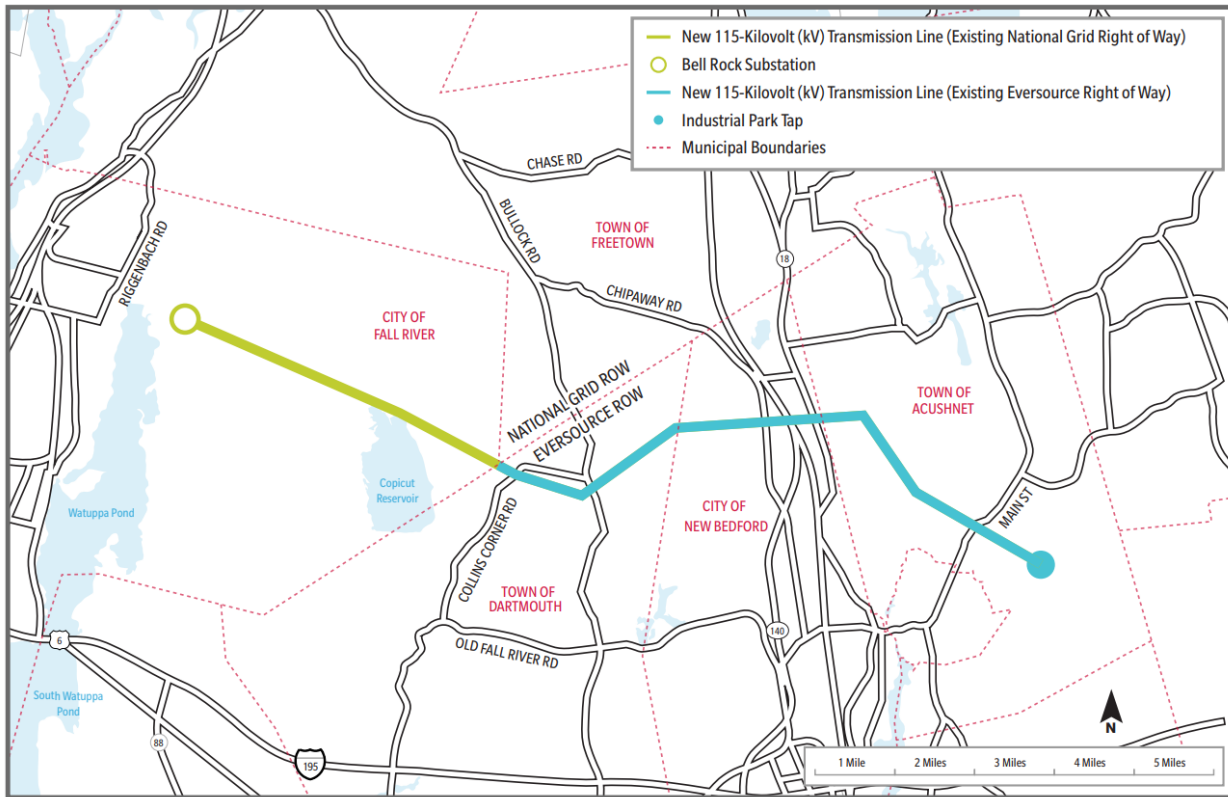 New 115-Kilovolt (kV) Transmission Line (Existing National Grid Right of Way)
Bell Rock Substation
New 115-Kilovolt (kV) Transmission Line (Existing Eversource Right of Way)
Industrial Park Tap
Municipal Boundaries
CHASE RD
BULLOCK RD
TOWN OF
FREETOWN
RIGGENBACH RD
18
CHIPAWAY RD
CITY OF
FALL RIVER
NATIONAL GRID ROW
EVERSOURCE ROW
TOWN OF
ACUSHNET
Copicut
Reservoir
Watuppa Pond
CITY OF
NEW BEDFORD
MAIN ST
COLLINS CORNER RD
TOWN OF
DARTMOUTH
OLD FALL RIVER RD
6
140
South Watuppa
Pond
88
195
N
1 Mile
2 Miles
3 Miles
4 Miles
5 Miles